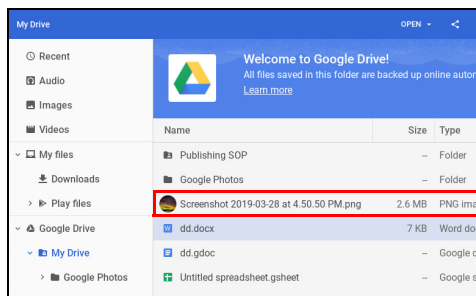 My Drive
OPEN
Recent
Audio
Images
Videos
My files
Downloads
Play files
Google Drive
My Drive
Google Photos
Welcome to Google Drive!
All files saved in this folder are backed up online autor
Learn more
Name Size Type
Publishing SOP – Folder
Google Photos – Folder
Screenshot 2019-03-28 at 4.50.50 PM.png 2.6 MB PNG ima
dd.docx 7 KB Word do
dd.gdoc – Google d
Untitled spreadsheet.gsheet – Google s